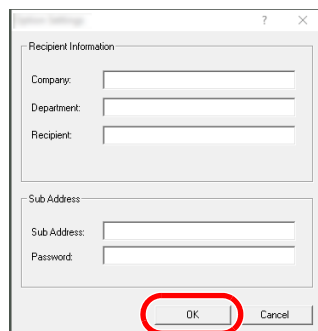 ?
Recipient Information
Company:
Department:
Recipient:
Sub Address
Sub Address:
Password:
OK Cancel